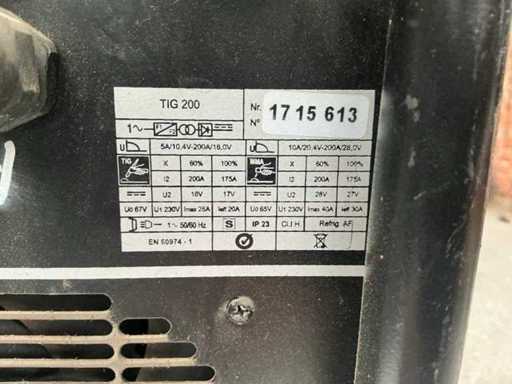 TIG 200
Nr. N° 17 15 613
1~
U 5A/10,4V-200A/18,0V U 10A/20,4V-200A/28,0V
TIG X 60% 100% MMA X 60% 100%
I2 200A 175A I2 200A 175A
U2 18V 17V U2 28V 27V
U0 67V U1 230V Imax 25A Ieff 20A U0 65V U1 230V Imax 40A Ieff 30A
1~ 50/60 Hz S IP 23 Cl.I.H. Refrig. AF
EN 60974 - 1